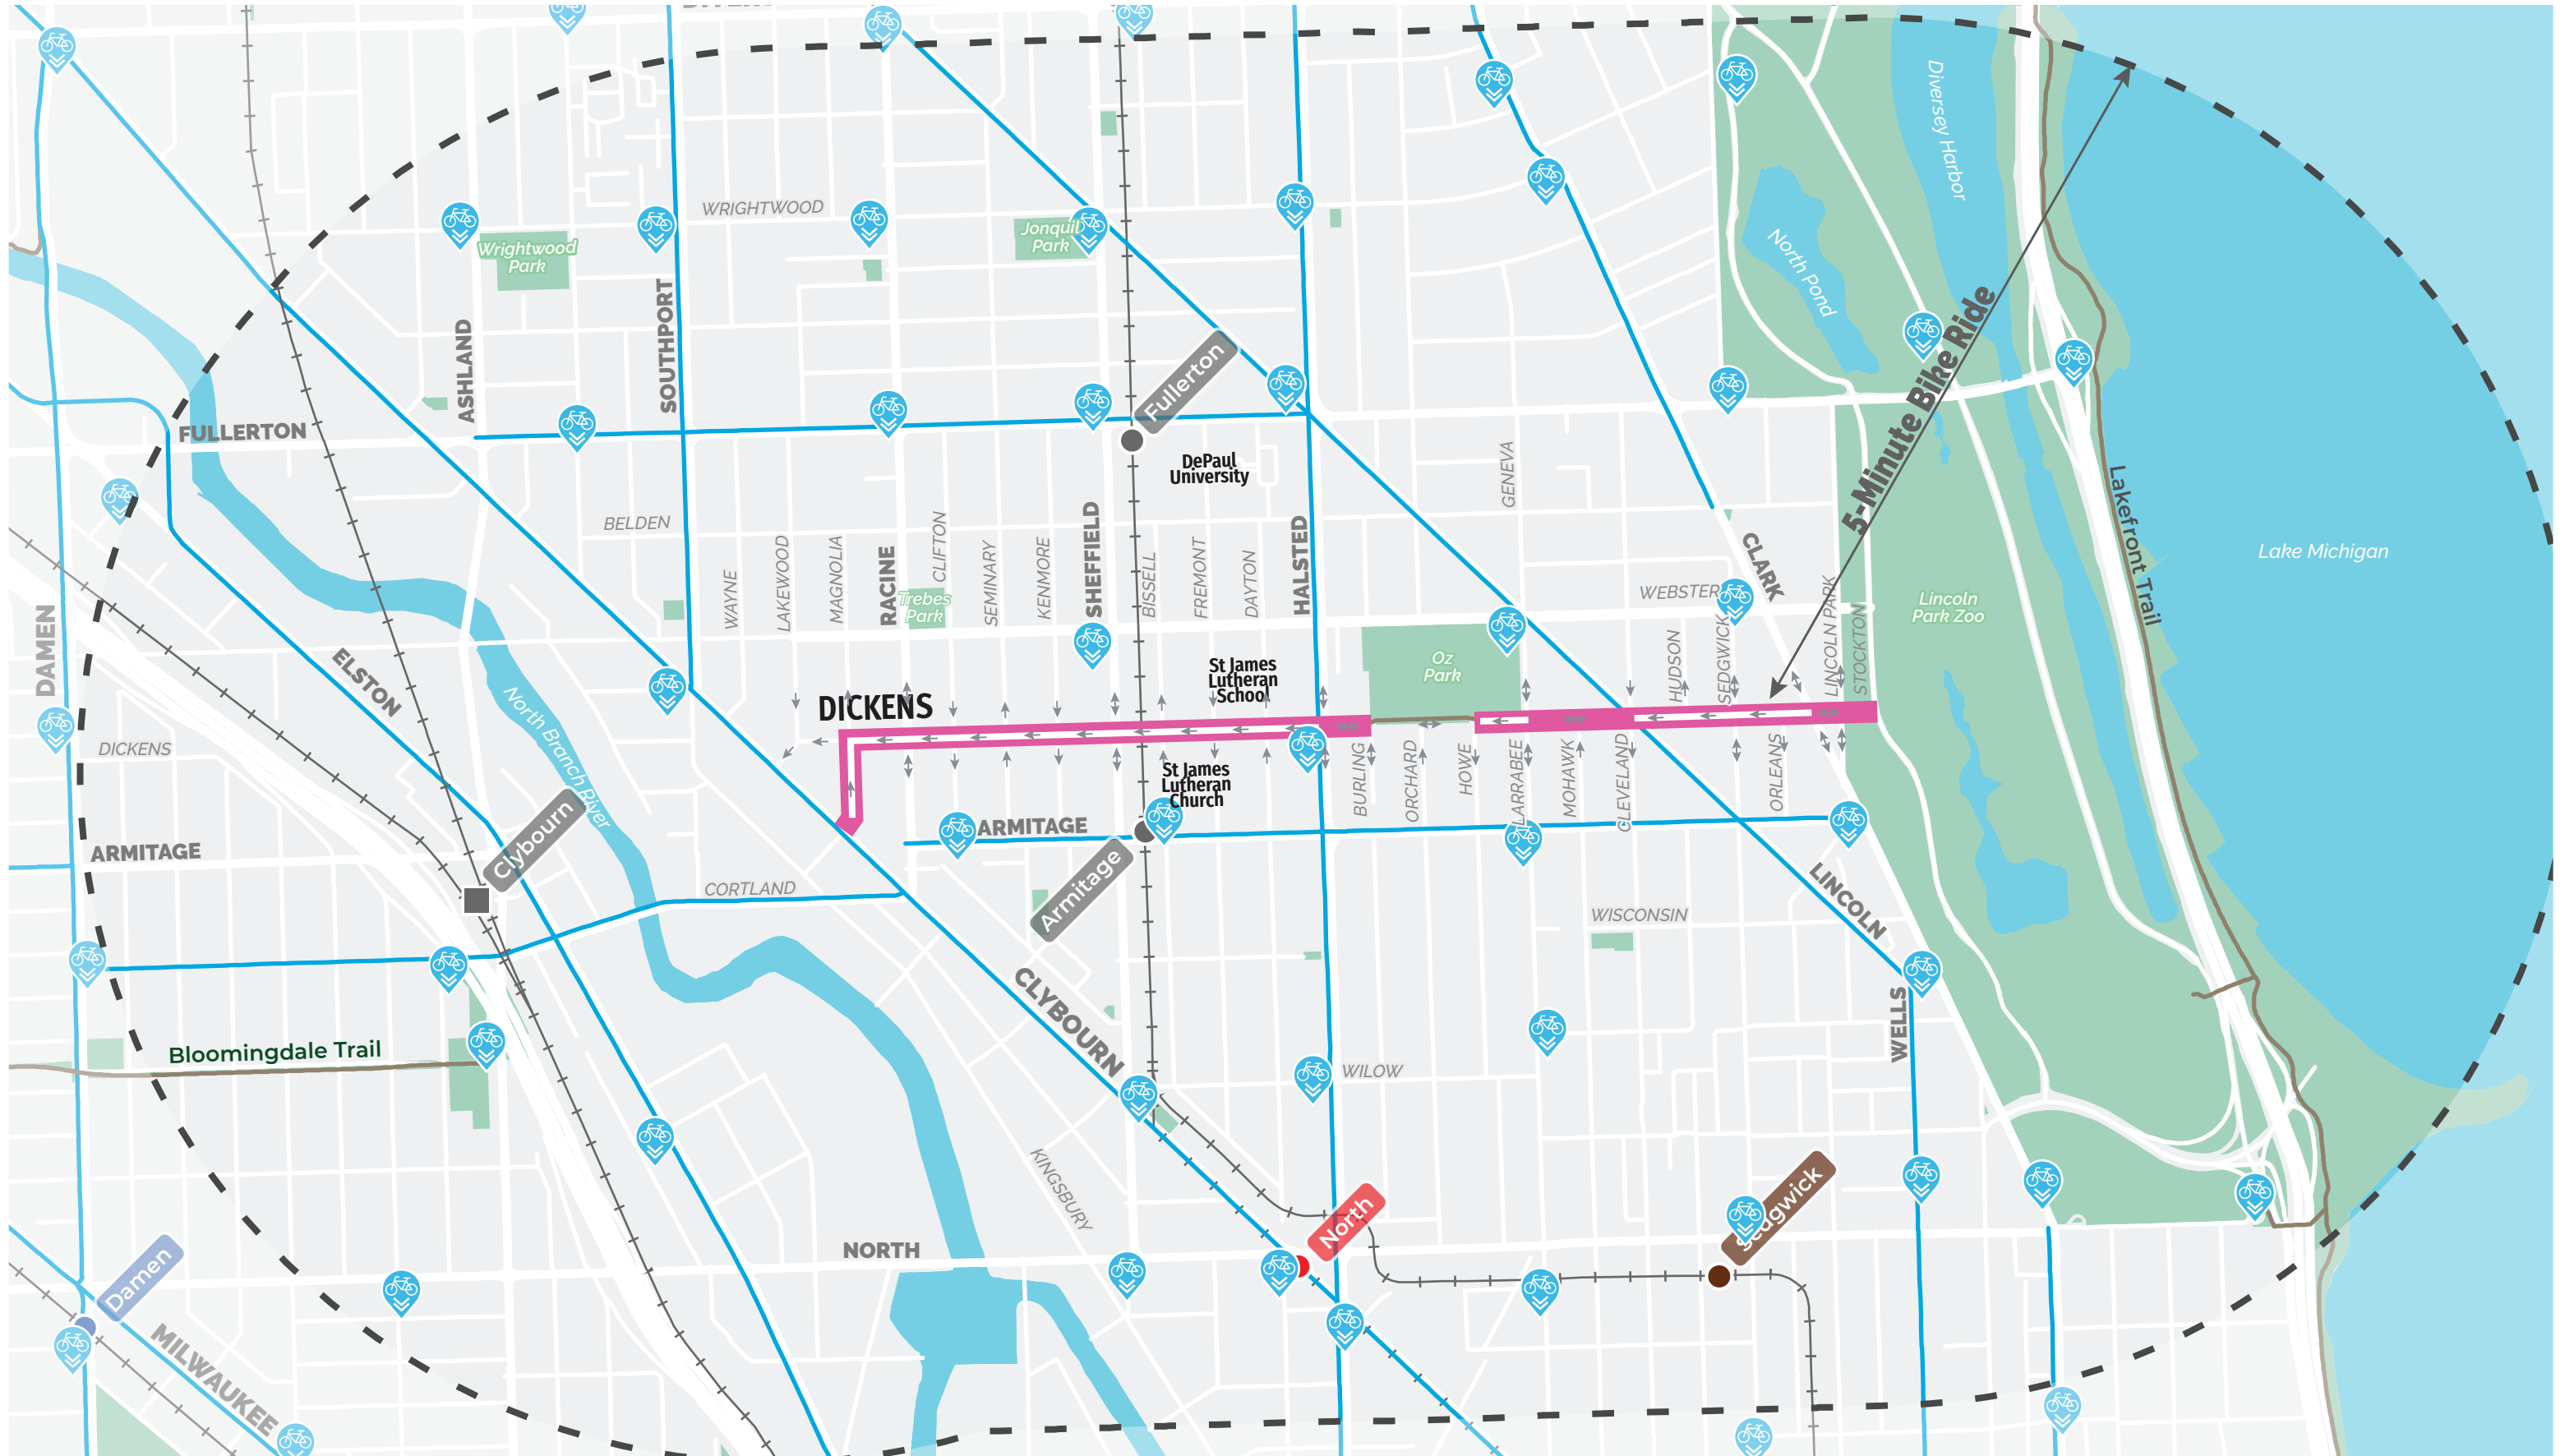 Diversey Harbor
WRIGHTWOOD
Wrightwood
Park
Jonquil
Park
North Pond
5-Minute Bike Ride
ASHLAND
SOUTHPORT
Fullerton
FULLERTON
DePaul
University
GENEVA
Lakefront Trail
Lake Michigan
BELDEN
WAYNE
LAKEWOOD
MAGNOLIA
RACINE
CLIFTON
Trebes
Park
SEMINARY
KENMORE
SHEFFIELD
BISSELL
FREMONT
DAYTON
HALSTED
CLARK
WEBSTER
HUDSON
SEDGWICK
LINCOLN PARK
STOCKTON
Lincoln
Park Zoo
DAMEN
ELSTON
North Branch River
St James
Lutheran
School
Oz
Park
DICKENS
DICKENS
St James
Lutheran
Church
BURLING
ORCHARD
HOWE
LARRABEE
MOHAWK
CLEVELAND
ORLEANS
Clybourn
ARMITAGE
ARMITAGE
Armitage
CORTLAND
WISCONSIN
LINCOLN
WELLS
CLYBOURN
Bloomingdale Trail
WILOW
KINGSBURY
NORTH
North
Sedgwick
Damen
MILWAUKEE